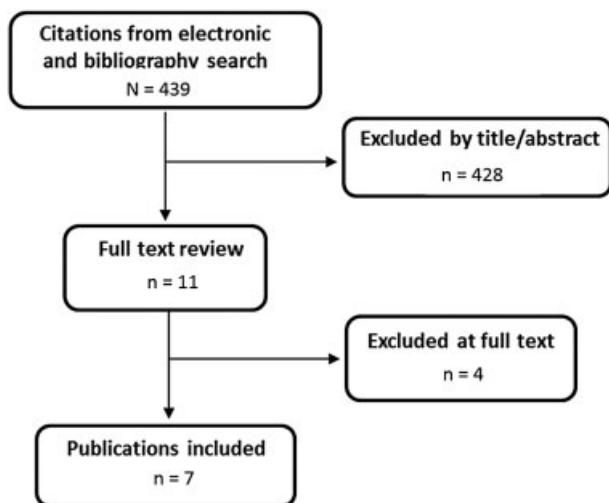 Citations from electronic
and bibliography search
N = 439
Excluded by title/abstract
n = 428
Full text review
n = 11
Excluded at full text
n = 4
Publications included
n = 7